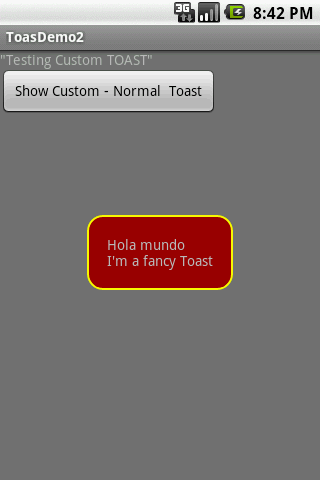 3G
8:42 PM
ToasDemo2
"Testing Custom TOAST"
Show Custom - Normal  Toast
Hola mundo
I'm a fancy Toast